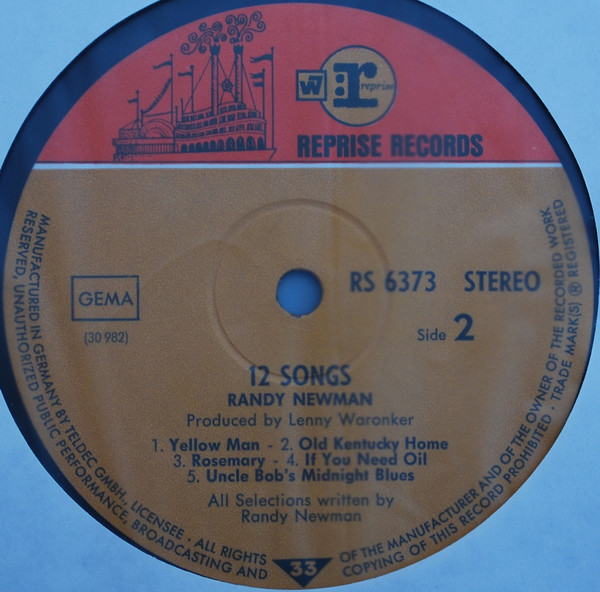 W7
r reprise
REPRISE RECORDS
GEMA
(30 982)
RS 6373 STEREO
Side 2
12 SONGS
RANDY NEWMAN
Produced by Lenny Waronker
1. Yellow Man - 2. Old Kentucky Home
3. Rosemary - 4. If You Need Oil
5. Uncle Bob's Midnight Blues
All Selections written by
Randy Newman
33
MANUFACTURED IN GERMANY BY TELDEC GMBH., LICENSEE · ALL RIGHTS
RESERVED, UNAUTHORIZED PUBLIC PERFORMANCE, BROADCASTING AND
OF THE MANUFACTURER AND OF THE OWNER OF THE RECORDED WORK
COPYING OF THIS RECORD PROHIBITED · TRADE MARK(S) ® REGISTERED